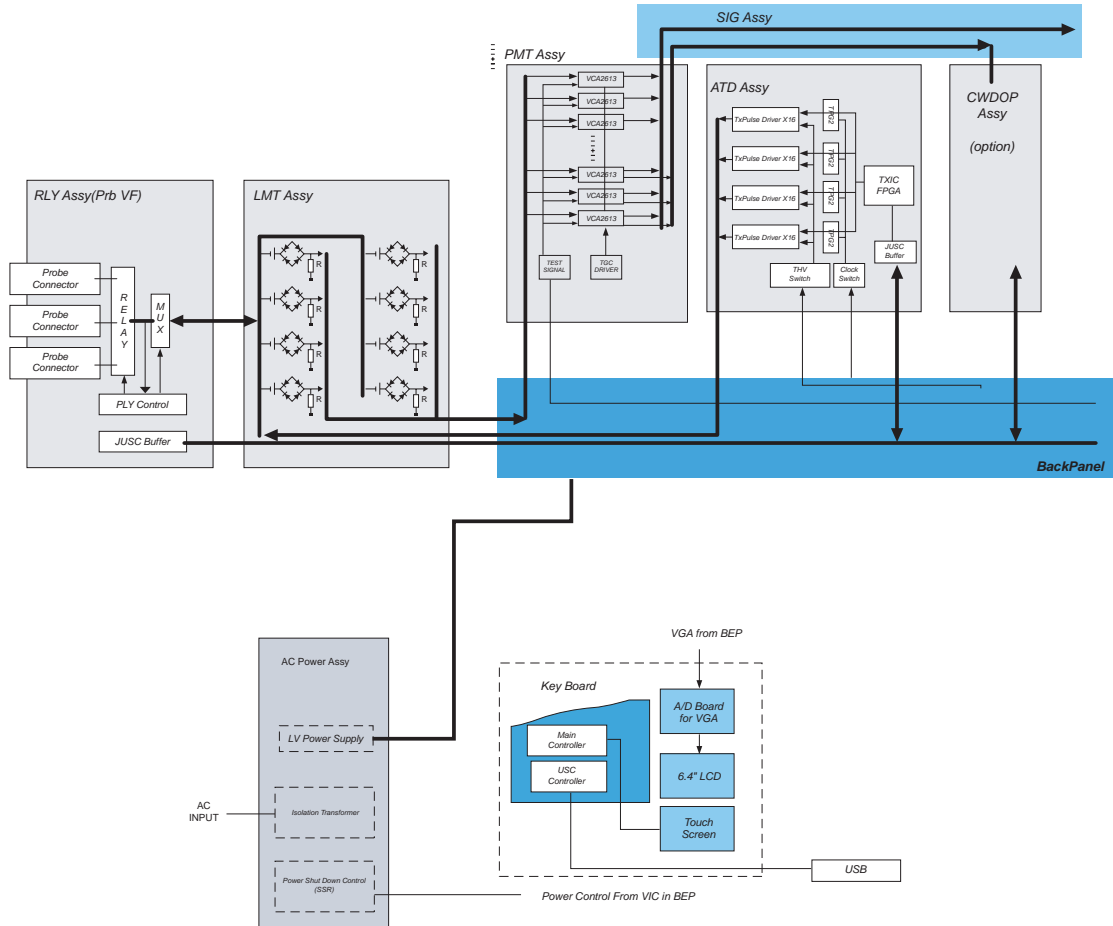 SIG Assy
PMT Assy
VCA2613
VCA2613
VCA2613
VCA2613
VCA2613
VCA2613
TEST
SIGNAL
TGC
DRIVER
ATD Assy
TxPulse Driver X16
TxPulse Driver X16
TxPulse Driver X16
TxPulse Driver X16
TPG2
TPG2
TPG2
TPG2
TXIC
FPGA
JUSC
Buffer
THV
Switch
Clock
Switch
CWDOP
Assy
(option)
RLY Assy(Prb VF)
Probe
Connector
Probe
Connector
Probe
Connector
RELAY
MUX
PLY Control
JUSC Buffer
LMT Assy
R
R
R
R
R
R
R
R
BackPanel
AC Power Assy
LV Power Supply
AC
INPUT
Isolation Transformer
Power Shut Down Control
(SSR)
Power Control From VIC in BEP
VGA from BEP
Key Board
Main
Controller
USC
Controller
A/D Board
for VGA
6.4" LCD
Touch
Screen
USB